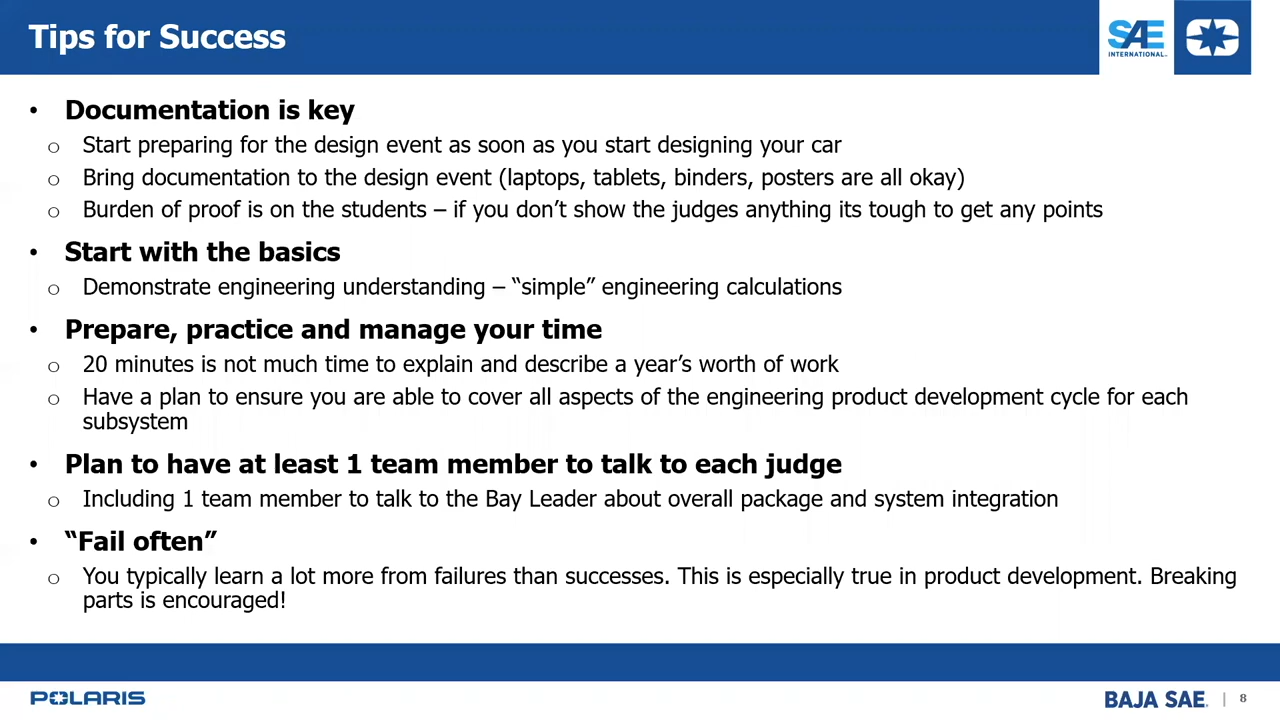 Tips for Success
SAE
INTERNATIONAL
• Documentation is key
o Start preparing for the design event as soon as you start designing your car
o Bring documentation to the design event (laptops, tablets, binders, posters are all okay)
o Burden of proof is on the students – if you don’t show the judges anything its tough to get any points
• Start with the basics
o Demonstrate engineering understanding – “simple” engineering calculations
• Prepare, practice and manage your time
o 20 minutes is not much time to explain and describe a year’s worth of work
o Have a plan to ensure you are able to cover all aspects of the engineering product development cycle for each
subsystem
• Plan to have at least 1 team member to talk to each judge
o Including 1 team member to talk to the Bay Leader about overall package and system integration
• “Fail often”
o You typically learn a lot more from failures than successes. This is especially true in product development. Breaking
parts is encouraged!
POLARIS
BAJA SAE | 8